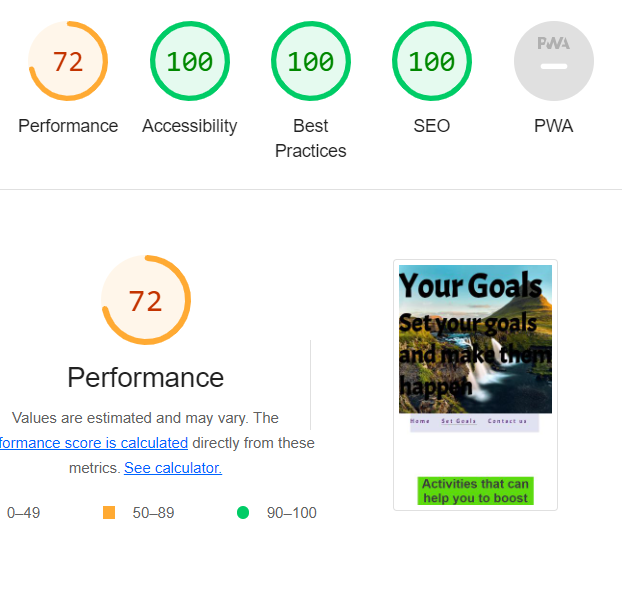 72
100
100
100
PWA
Performance
Accessibility
Best
Practices
SEO
PWA
72
Performance
Values are estimated and may vary. The
formance score is calculated directly from these
metrics. See calculator.
0–49
50–89
90–100
Your Goals
Set your goals
and make them
happen
Home Set Goals Contact us
Activities that can
help you to boost